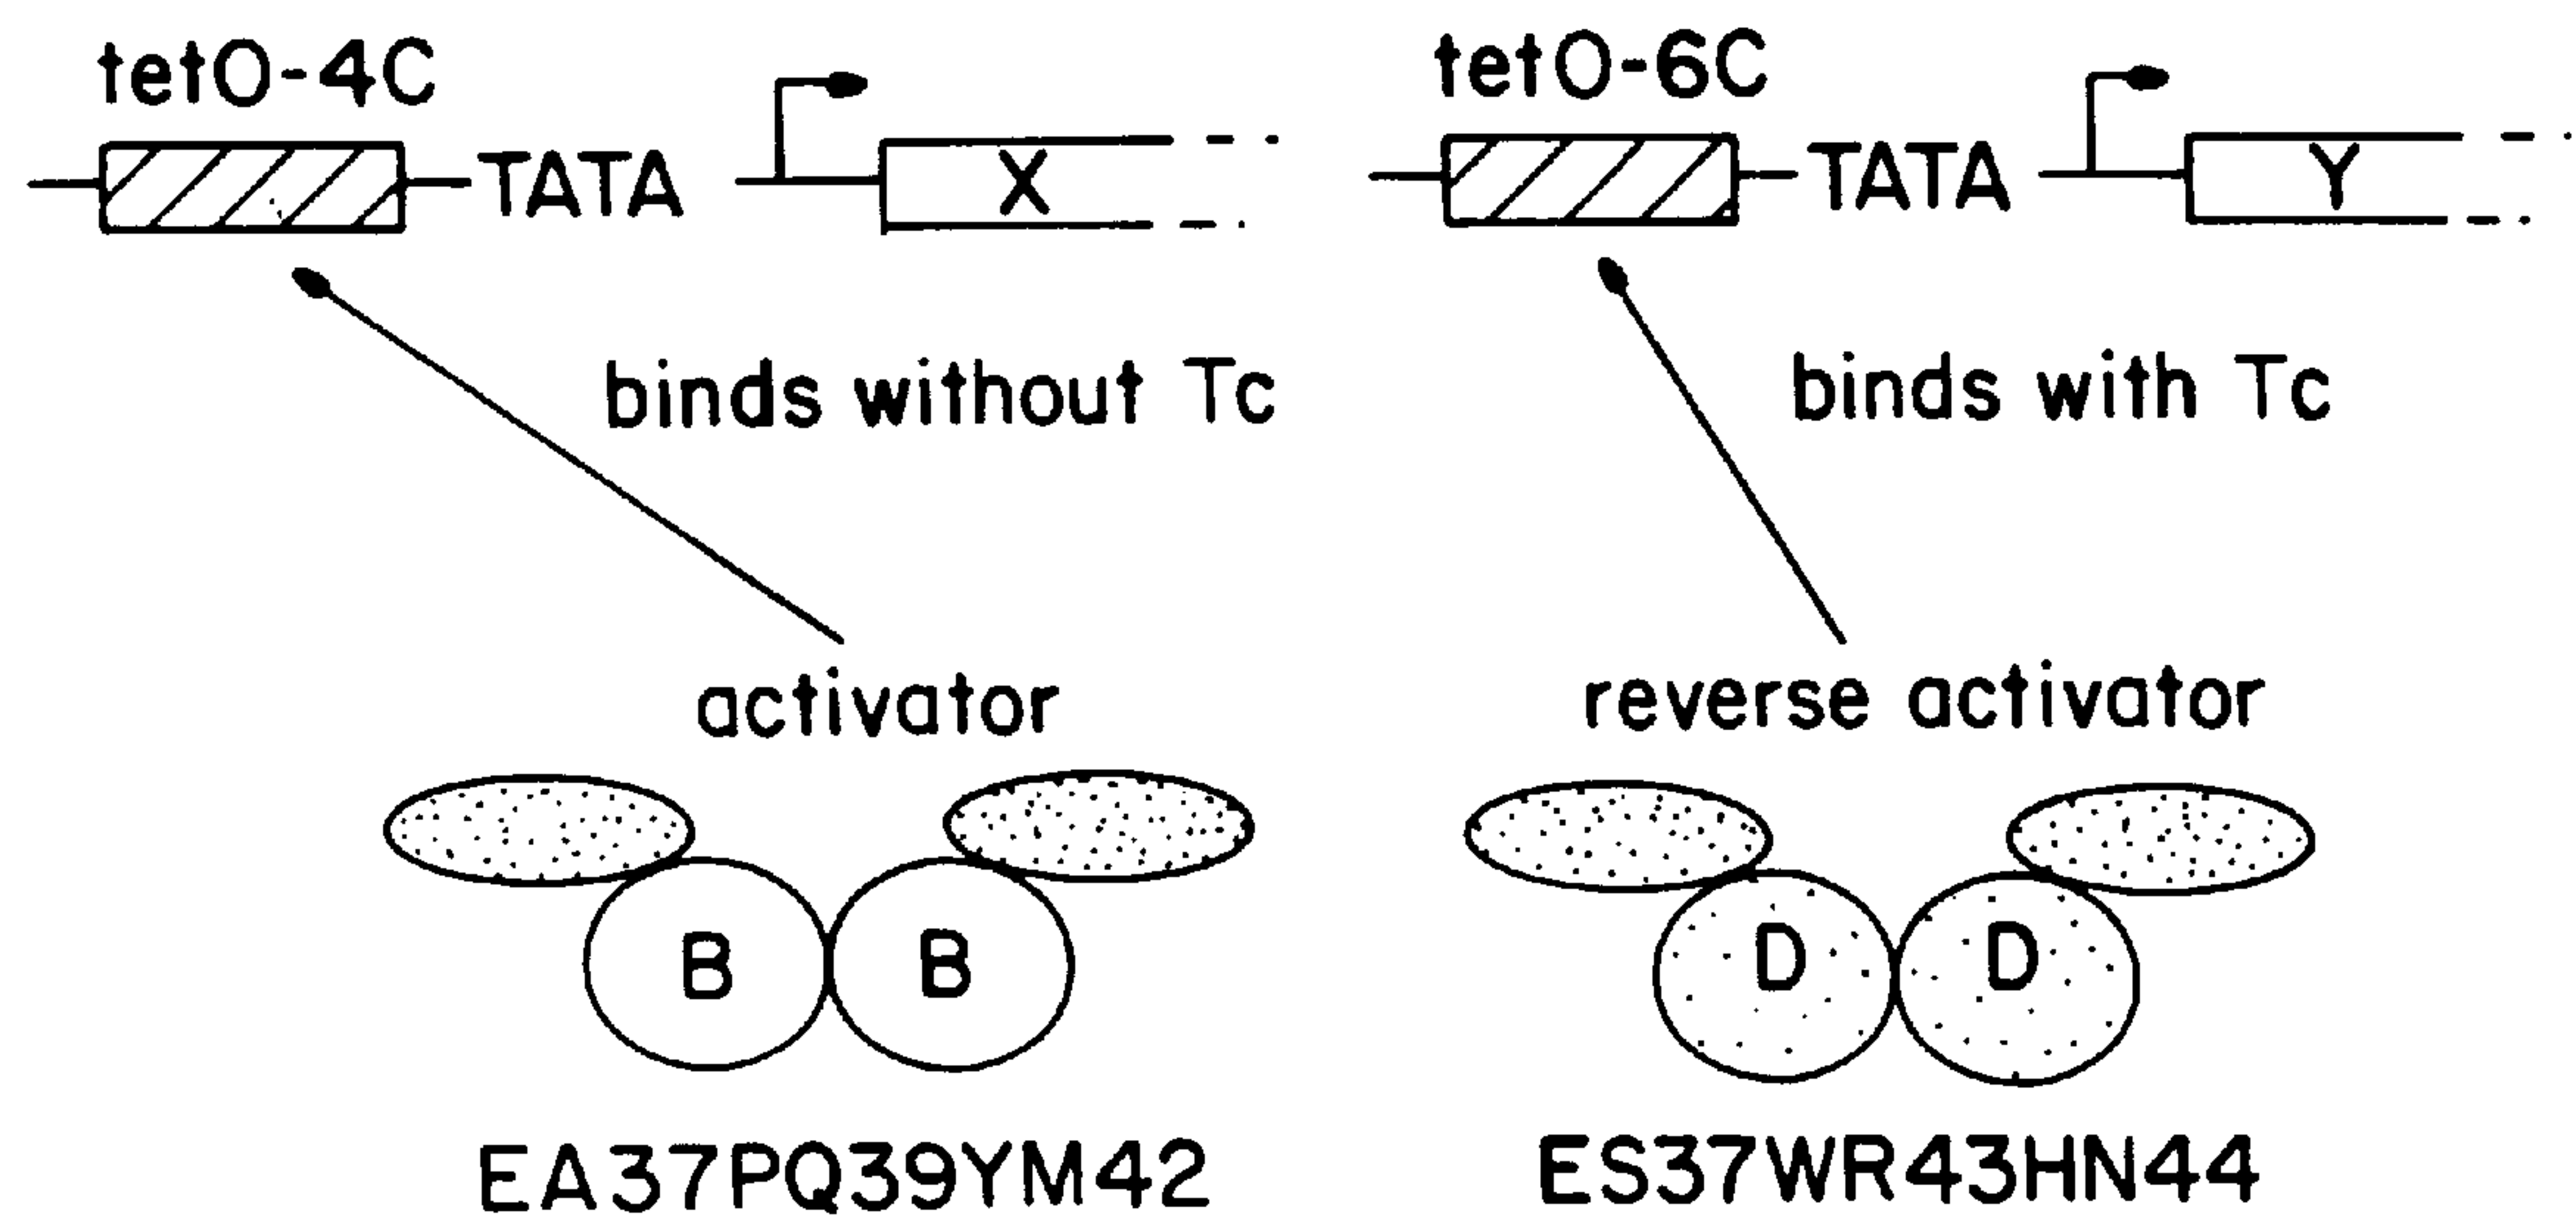 tetO-4C
tetO-6C
TATA X
TATA Y
binds without Tc
binds with Tc
activator
reverse activator
B B
D D
EA37PQ39YM42
ES37WR43HN44